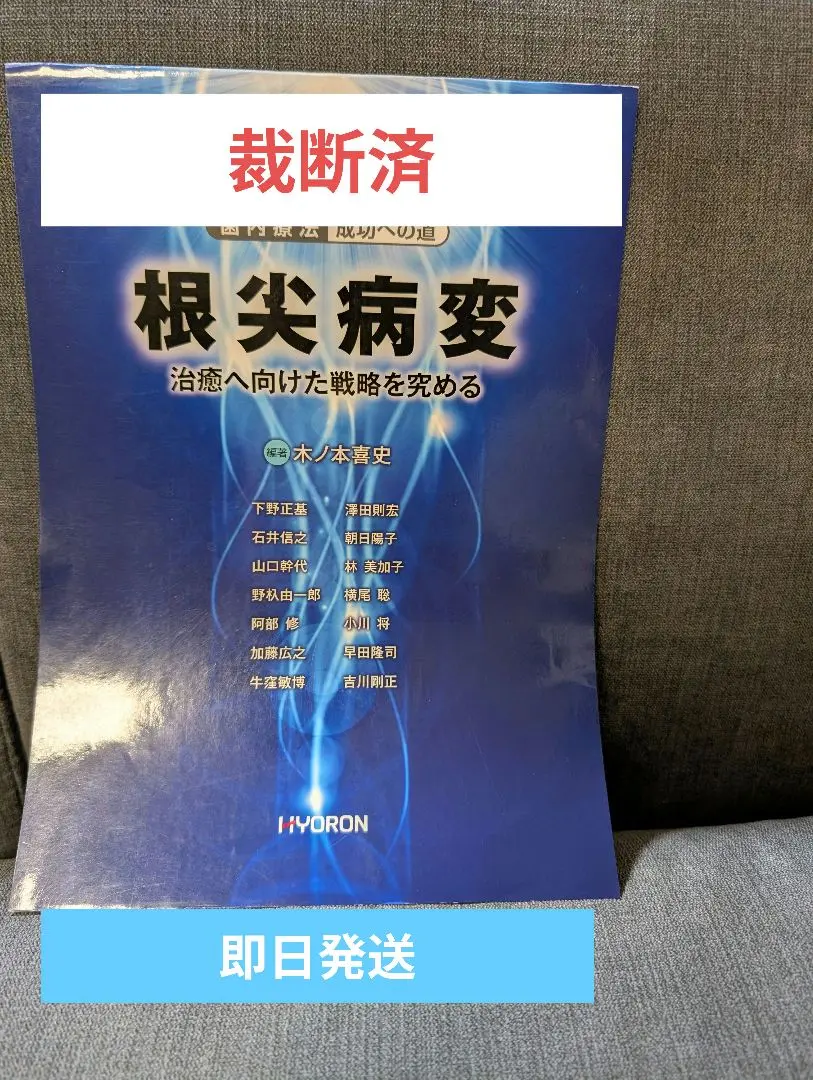 裁断済
歯内療法 成功への道
根尖病変
治癒へ向けた戦略を究める
編著 木ノ本喜史
下野正基 澤田則宏
石井信之 朝日陽子
山口幹代 林 美加子
野杁由一郎 横尾 聡
阿部 修 小川 将
加藤広之 早田隆司
牛窪敏博 吉川剛正
HYORON
即日発送